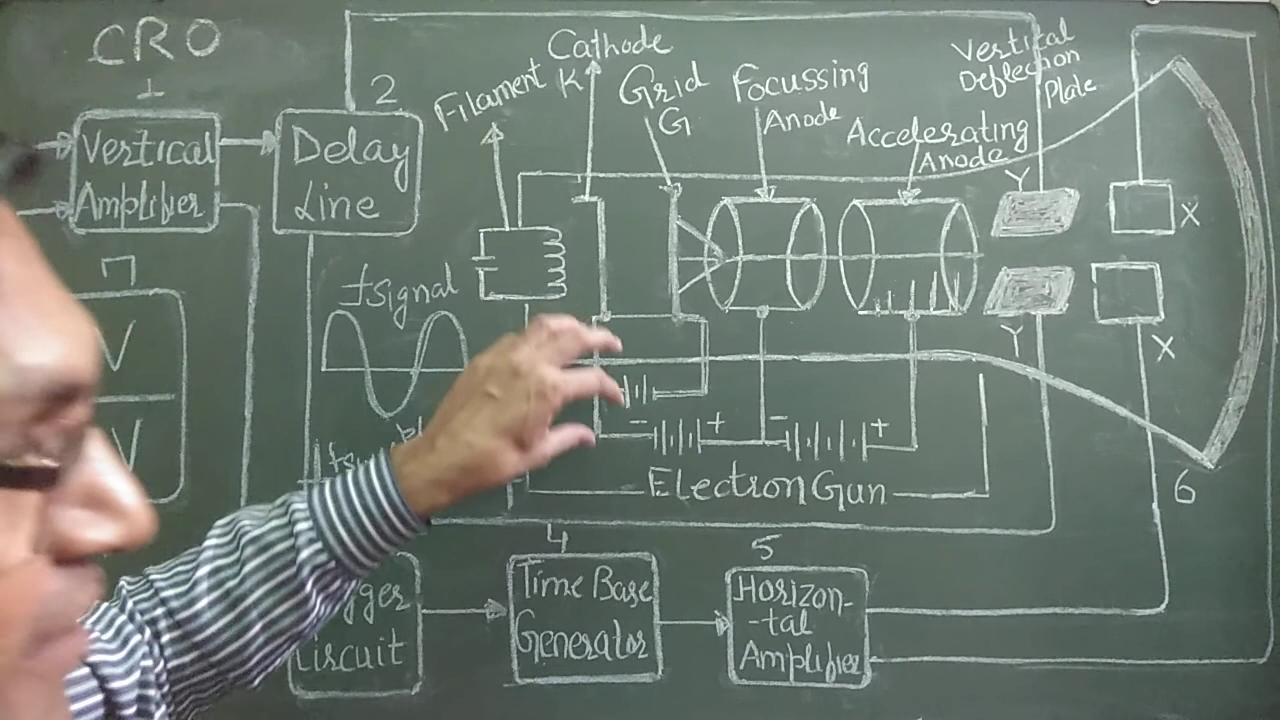 CRO
1
Vertical
Amplifier
2
Delay
Line
Filament
Cathode
K
Grid
G
Focussing
Anode
Accelerating
Anode
Vertical
Deflection
Plate
Y
X
Y
X
7
V
V
fsignal
- +
- +
Electron Gun
6
Circuit
4
Time Base
Generator
5
Horizon-
-tal
Amplifier